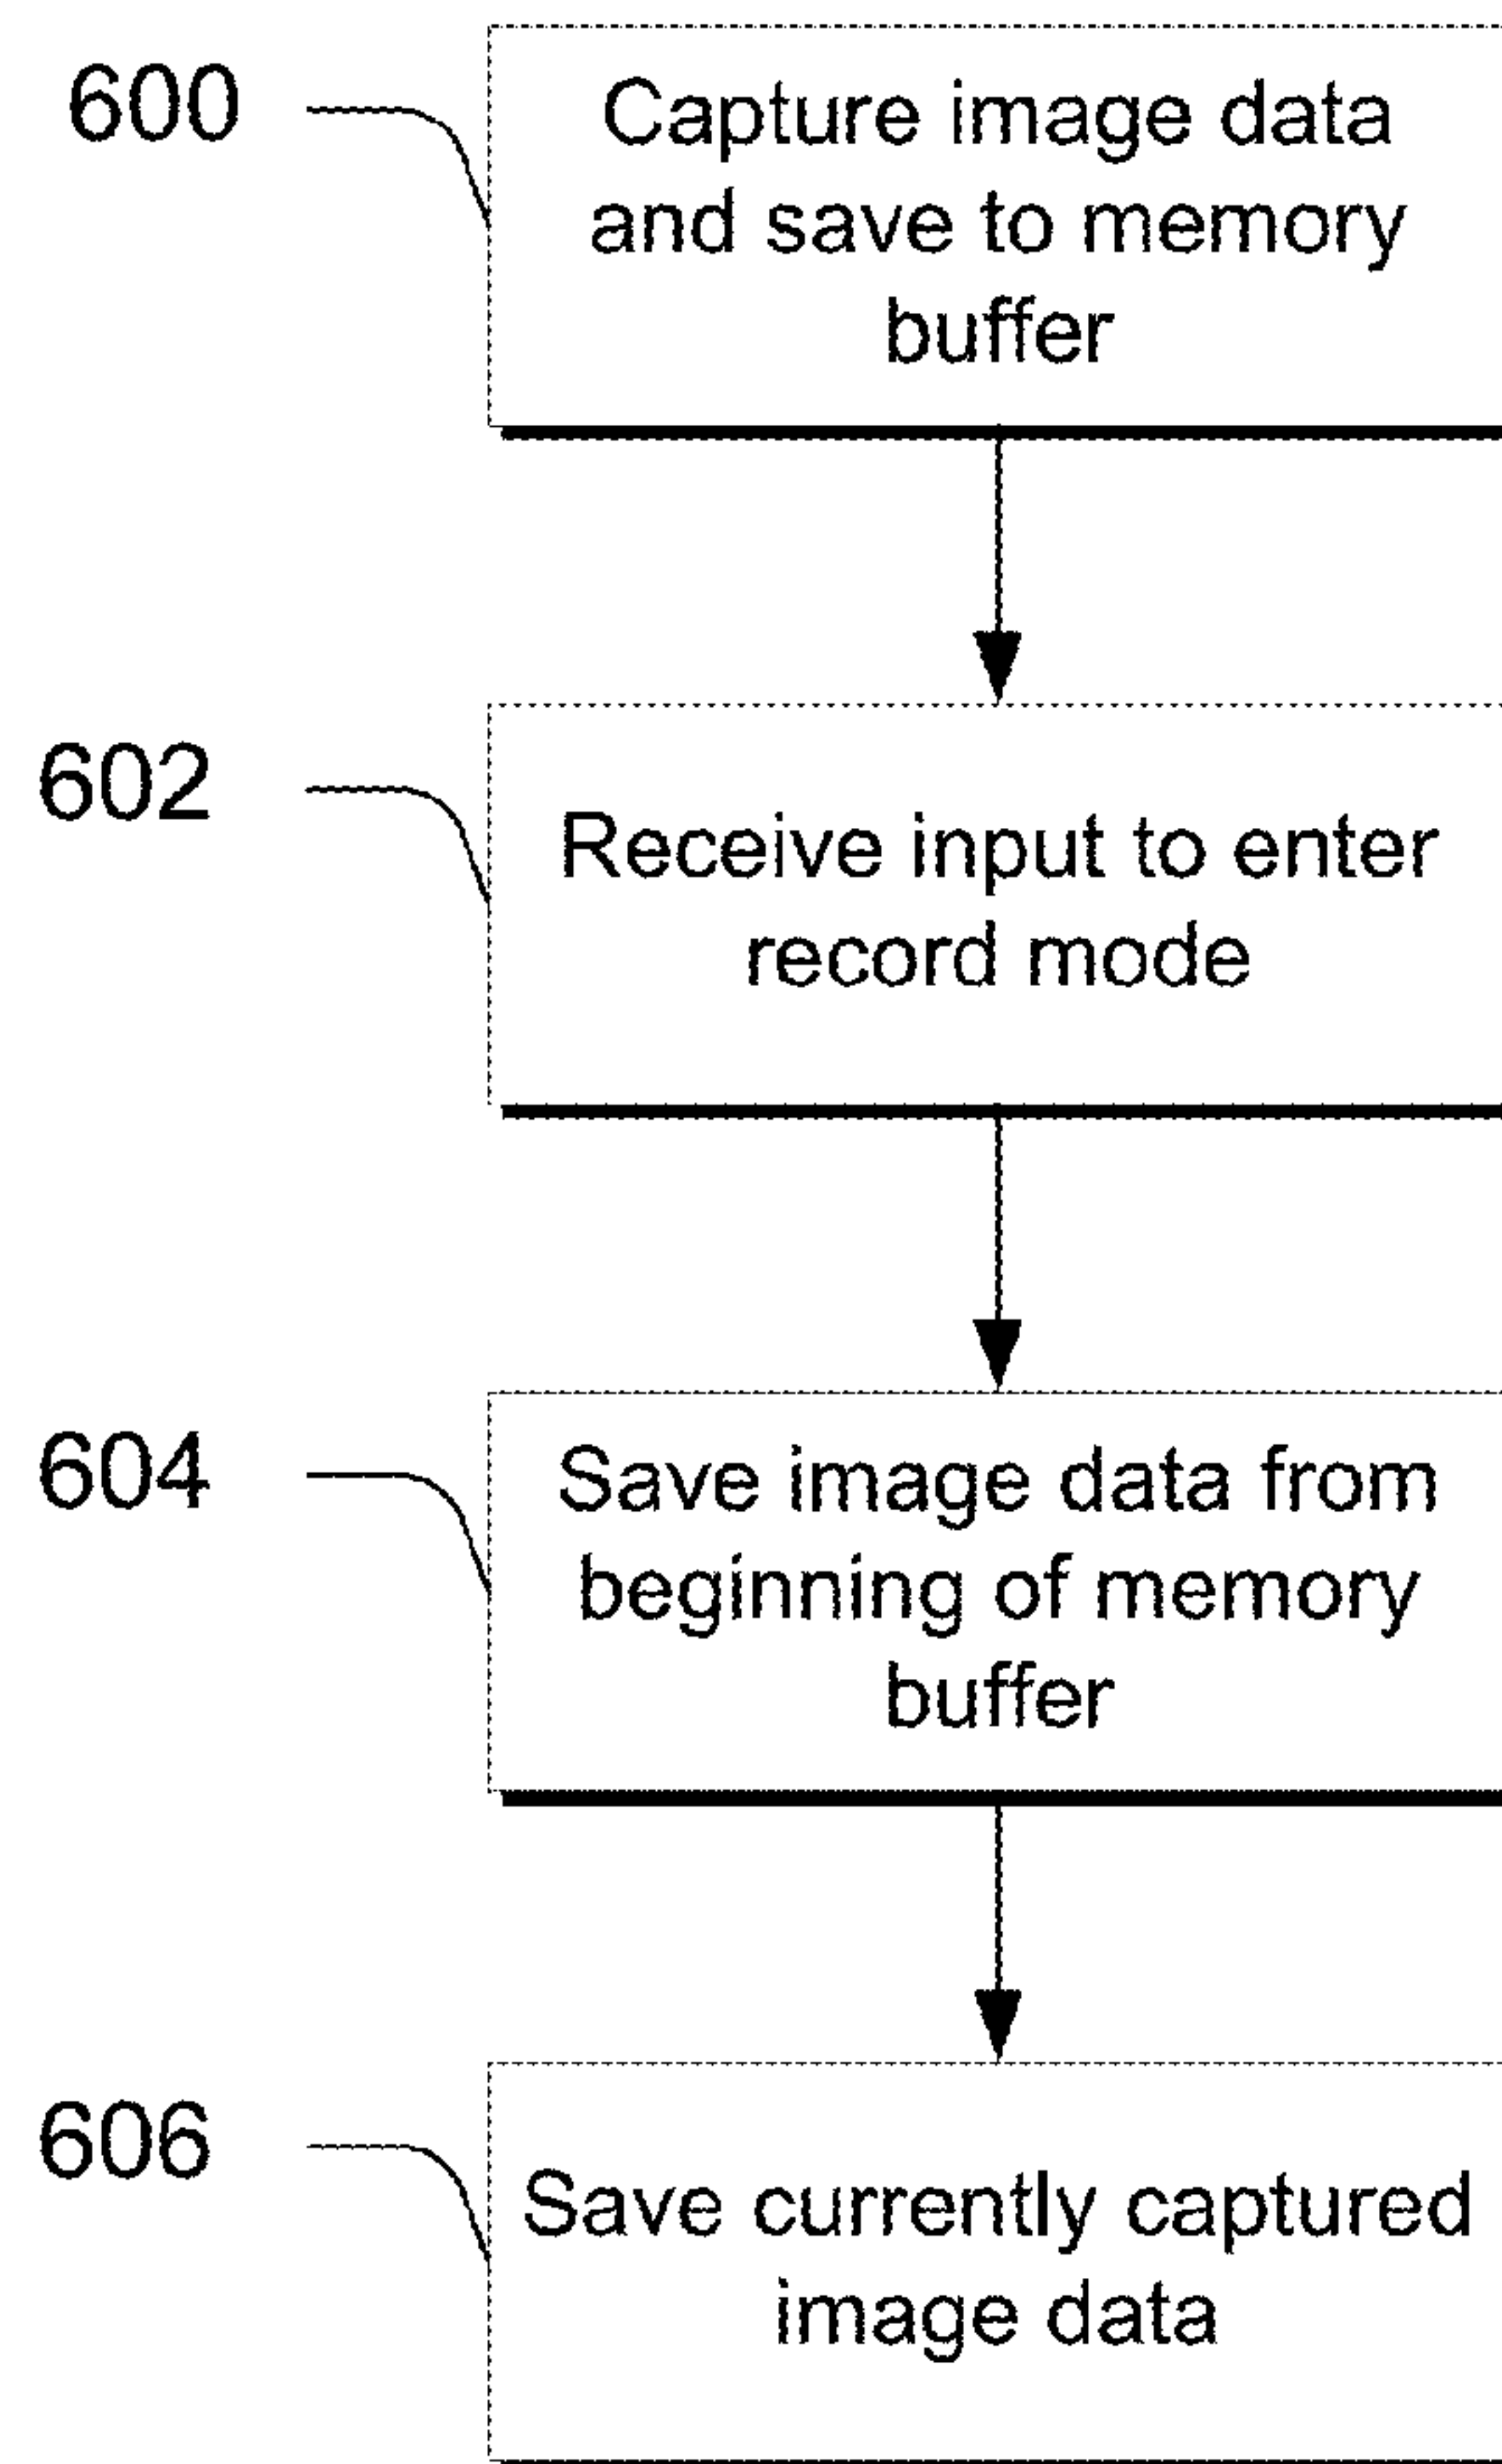 600
Capture image data
and save to memory
buffer
602
Receive input to enter
record mode
604
Save image data from
beginning of memory
buffer
606
Save currently captured
image data